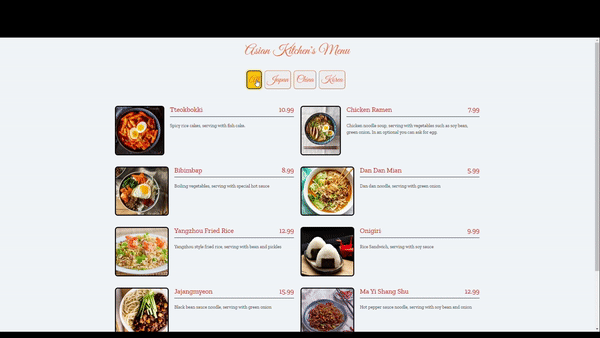 Asian Kitchen's Menu
All Japan China Korea
Tteokbokki 10.99
Spicy rice cakes, serving with fish cake.
Chicken Ramen 7.99
Chicken noodle soup, serving with vegetables such as soy bean,
green onion. In an optional you can ask for egg.
Bibimbap 8.99
Boiling vegetables, serving with special hot sauce
Dan Dan Mian 5.99
Dan dan noodle, serving with green onion
Yangzhou Fried Rice 12.99
Yangzhou style fried rice, serving with bean and pickles
Onigiri 9.99
Rice Sandwich, serving with soy sauce
Jajangmyeon 15.99
Black bean sauce noodle, serving with green onion
Ma Yi Shang Shu 12.99
Hot pepper sauce noodle, serving with soy bean and onion